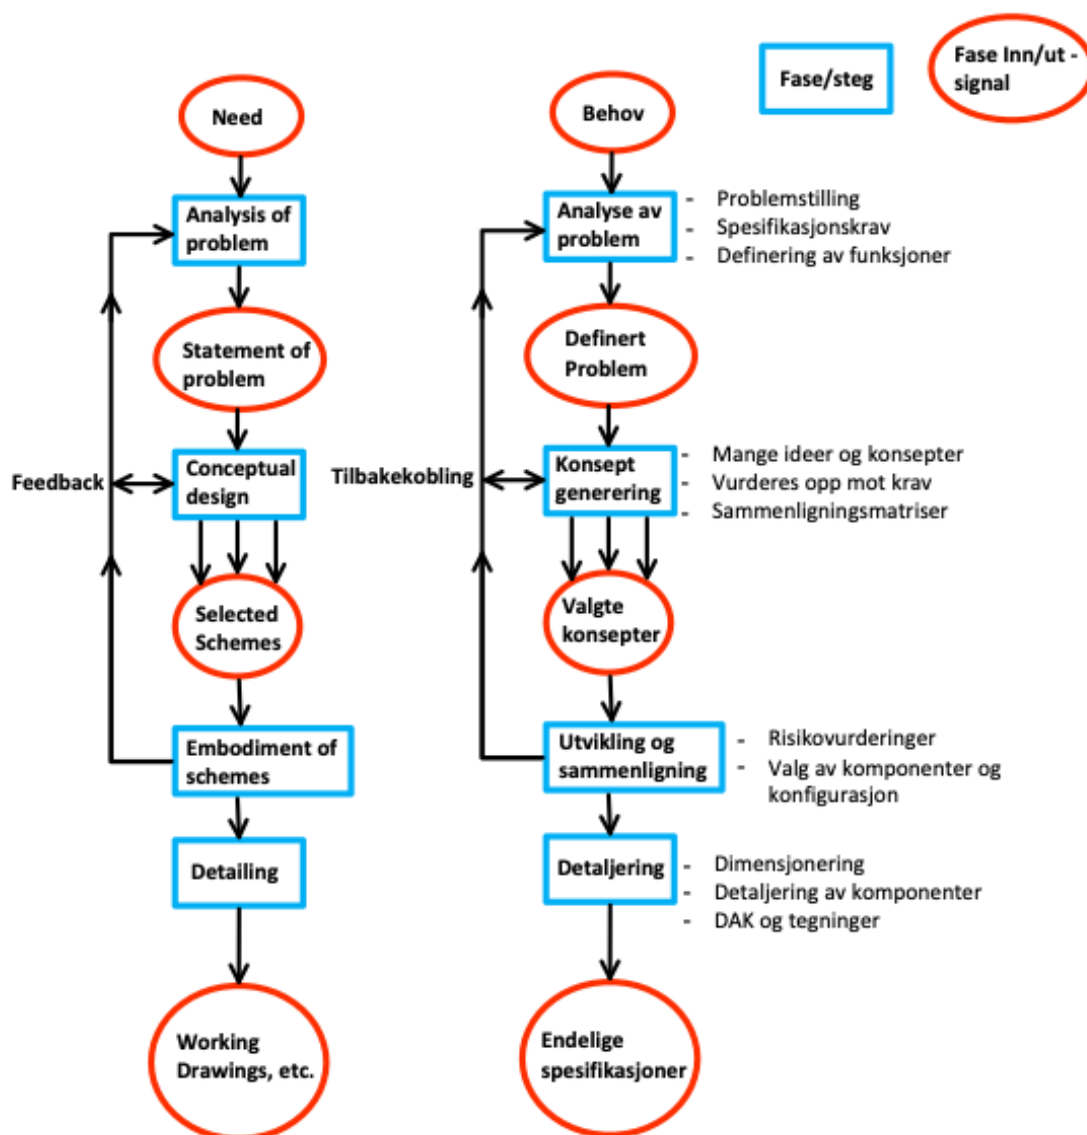 Fase/steg
Fase Inn/ut -
signal
Need
Analysis of
problem
Statement of
problem
Feedback
Conceptual
design
Selected
Schemes
Embodiment of
schemes
Detailing
Working
Drawings, etc.
Behov
Analyse av
problem
- Problemstilling
- Spesifikasjonskrav
- Definering av funksjoner
Definert
Problem
Tilbakekobling
Konsept
generering
- Mange ideer og konsepter
- Vurderes opp mot krav
- Sammenligningsmatriser
Valgte
konsepter
Utvikling og
sammenligning
- Risikovurderinger
- Valg av komponenter og
konfigurasjon
Detaljering
- Dimensjonering
- Detaljering av komponenter
- DAK og tegninger
Endelige
spesifikasjoner